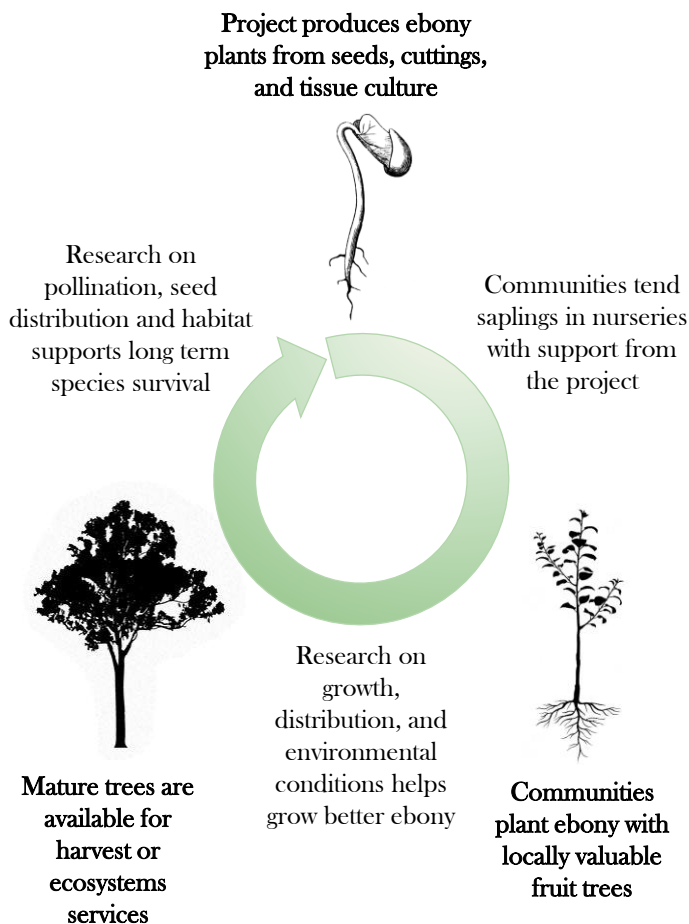 Project produces ebony
plants from seeds, cuttings,
and tissue culture
Communities tend
saplings in nurseries
with support from
the project
Communities
plant ebony with
locally valuable
fruit trees
Research on
growth,
distribution, and
environmental
conditions helps
grow better ebony
Mature trees are
available for
harvest or
ecosystems
services
Research on
pollination, seed
distribution and habitat
supports long term
species survival